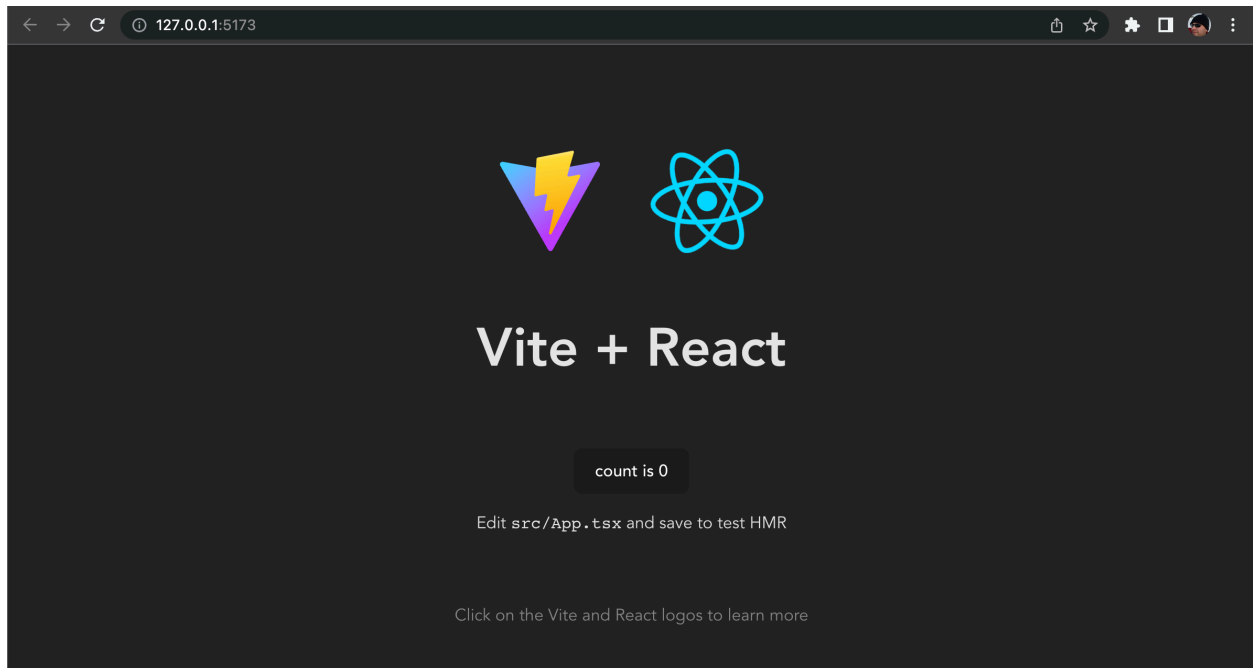 127.0.0.1:5173
Vite + React
count is 0
Edit src/App.tsx and save to test HMR
Click on the Vite and React logos to learn more